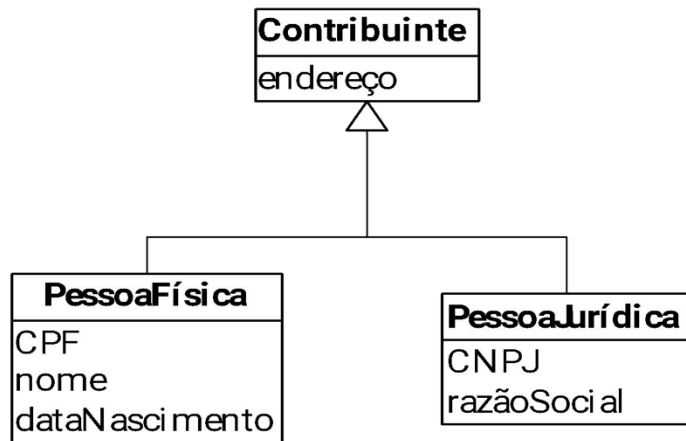 Contribuinte
endereço
PessoaFísica
CPF
nome
dataNascimento
PessoaJurídica
CNPJ
razãoSocial